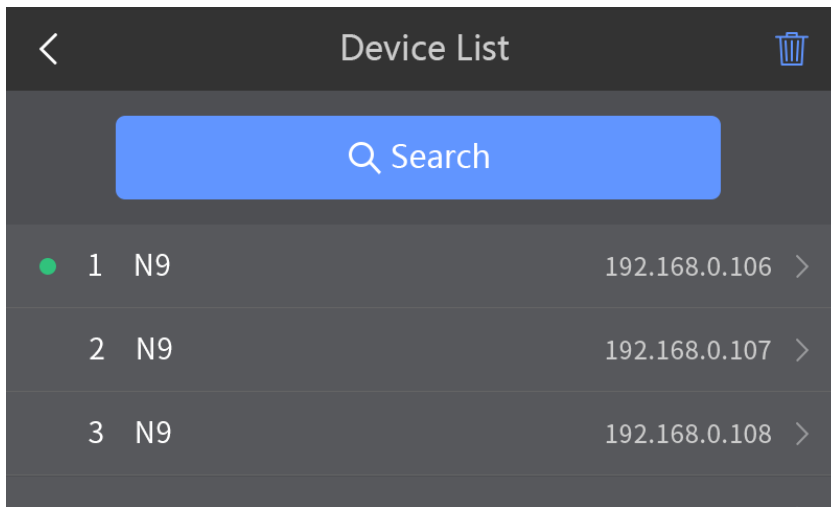 Device List
Search
1 N9 192.168.0.106
2 N9 192.168.0.107
3 N9 192.168.0.108